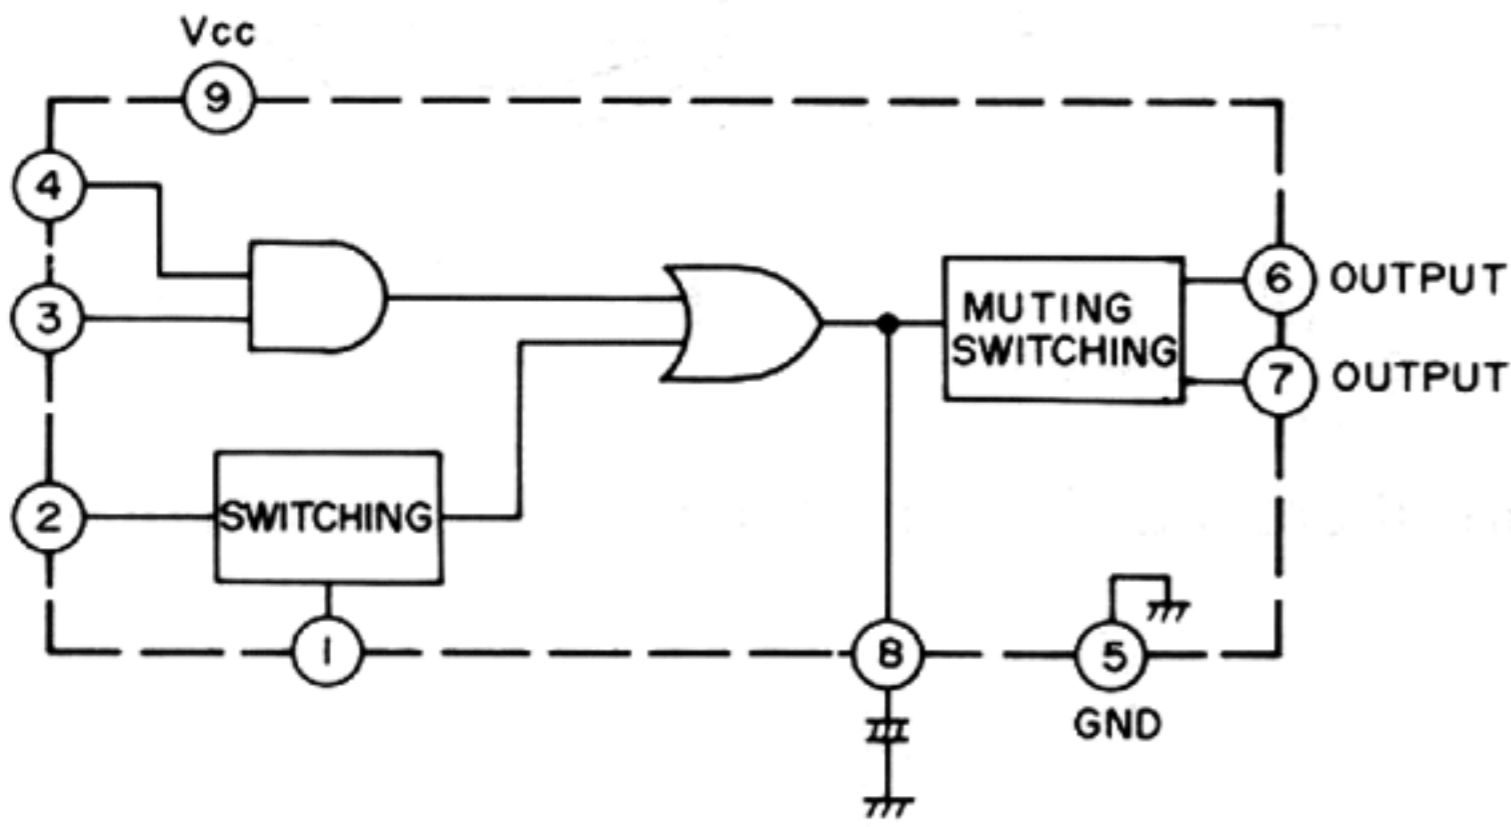 Vcc
9
4
3
6 OUTPUT
MUTING
SWITCHING
7 OUTPUT
2
SWITCHING
1
8
5
GND